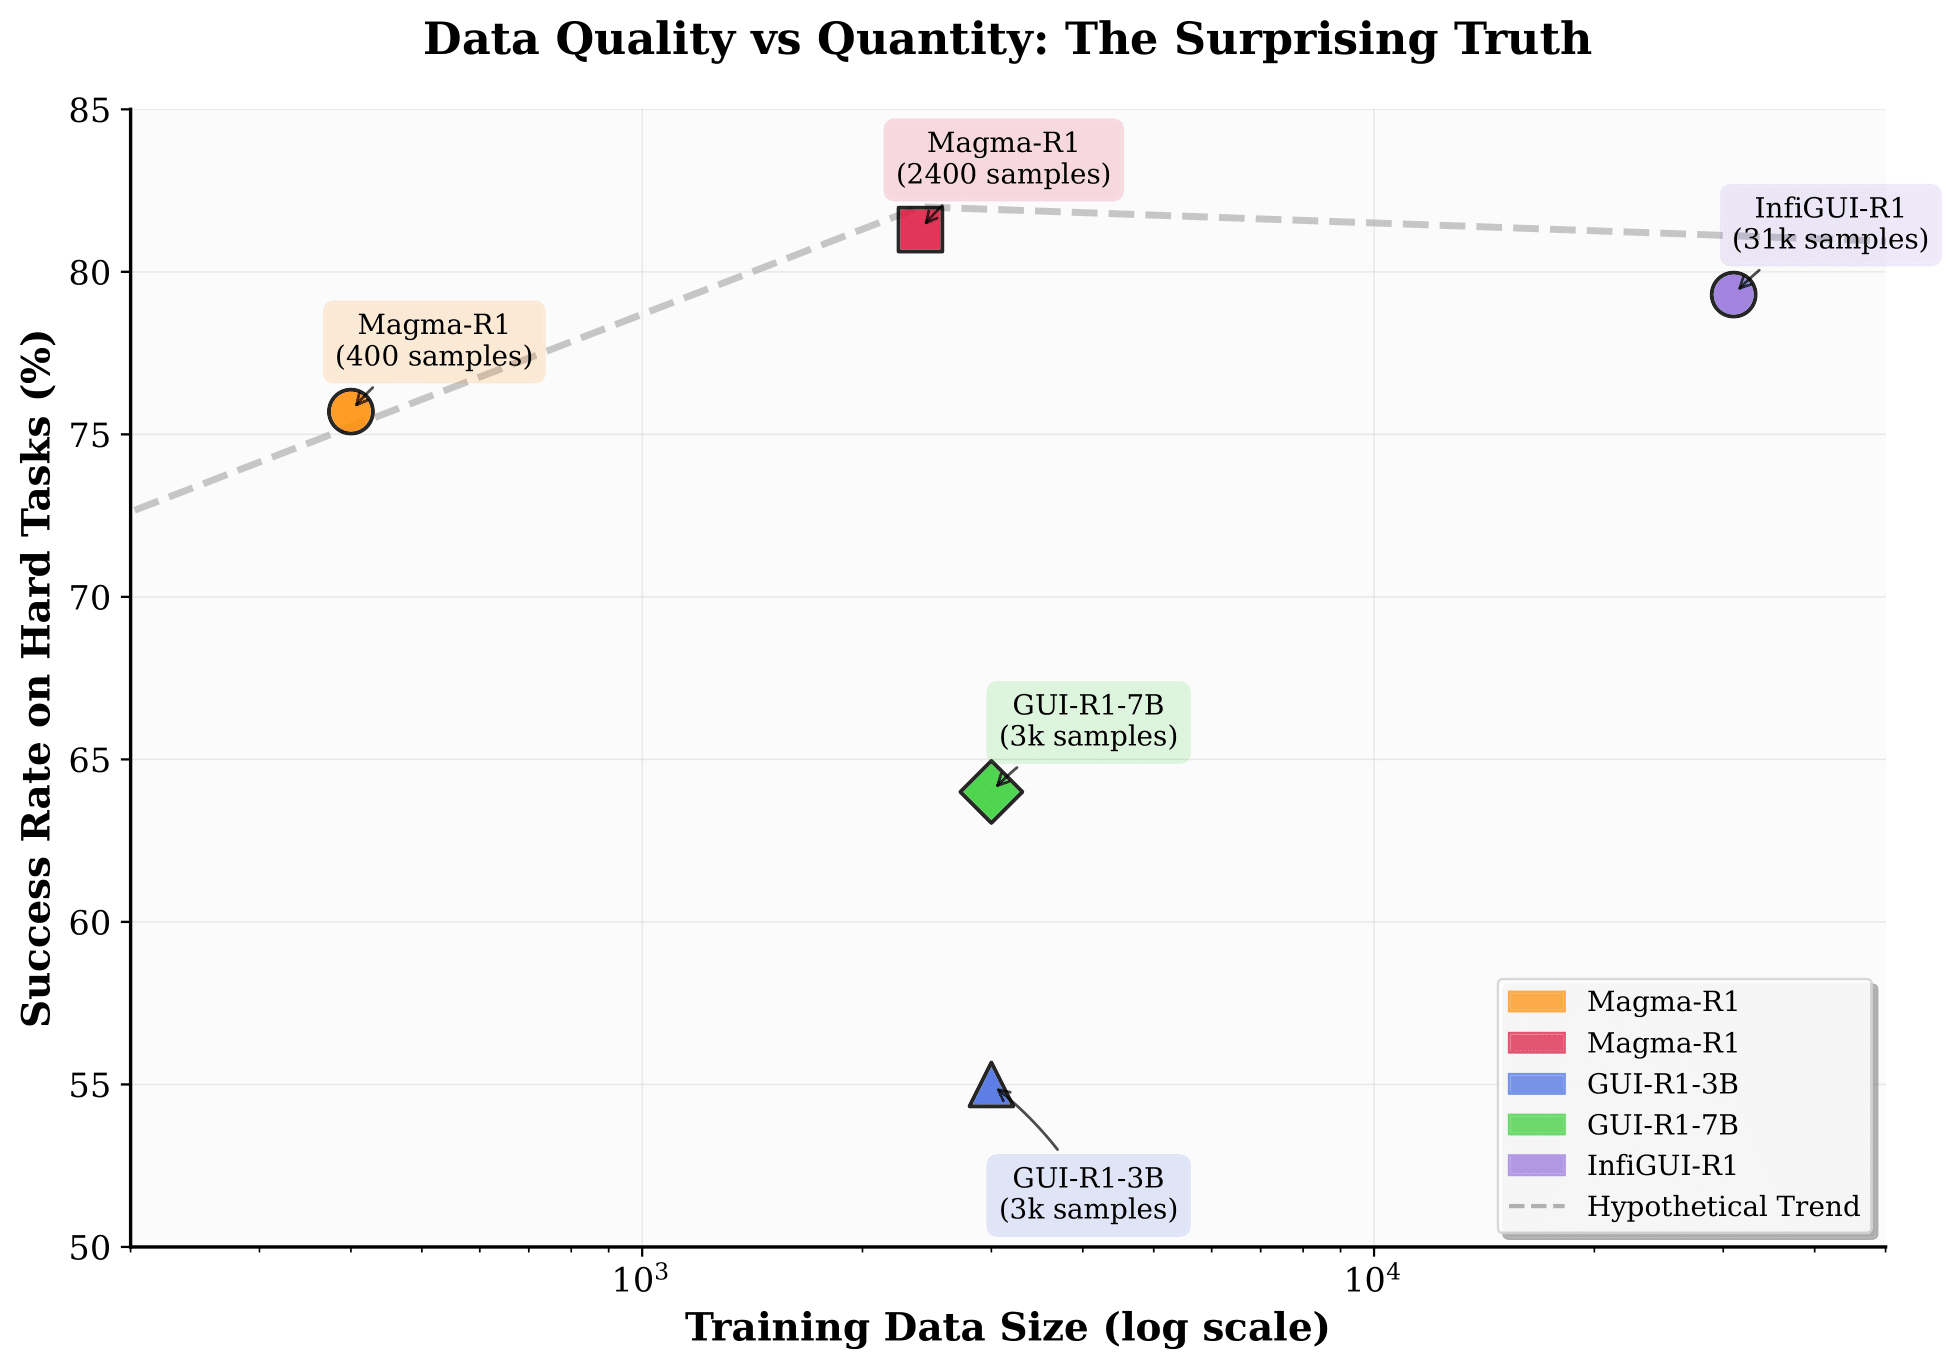 Data Quality vs Quantity: The Surprising Truth
Success Rate on Hard Tasks (%)
85
80
75
70
65
60
55
50
Magma-R1
(2400 samples)
InfiGUI-R1
(31k samples)
Magma-R1
(400 samples)
GUI-R1-7B
(3k samples)
GUI-R1-3B
(3k samples)
Magma-R1
Magma-R1
GUI-R1-3B
GUI-R1-7B
InfiGUI-R1
Hypothetical Trend
10³
10⁴
Training Data Size (log scale)